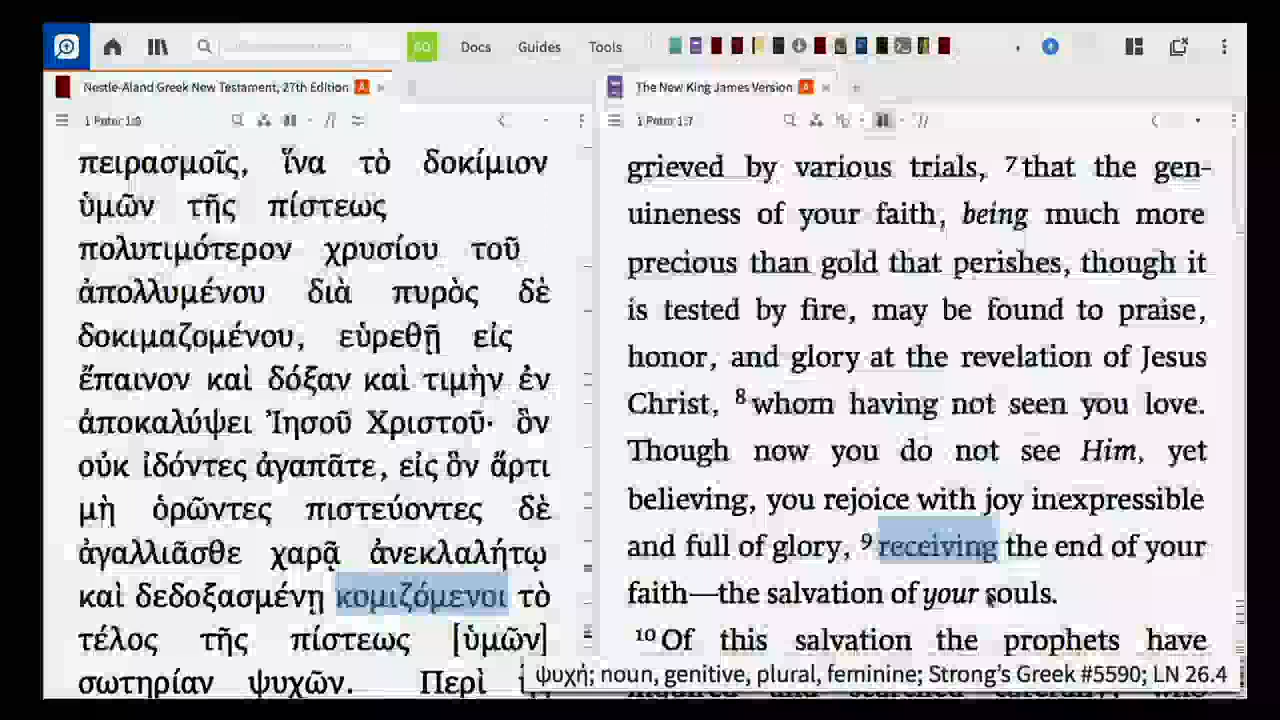 GQ Docs Guides Tools
Nestle-Aland Greek New Testament, 27th Edition A
1 Peter 1:9
πειρασμοῖς, ἵνα τὸ δοκίμιον
ὑμῶν τῆς πίστεως
πολυτιμότερον χρυσίου τοῦ
ἀπολλυμένου διὰ πυρὸς δὲ
δοκιμαζομένου, εὑρεθῇ εἰς
ἔπαινον καὶ δόξαν καὶ τιμὴν ἐν
ἀποκαλύψει Ἰησοῦ Χριστοῦ· ὃν
οὐκ ἰδόντες ἀγαπᾶτε, εἰς ὃν ἄρτι
μὴ ὁρῶντες πιστεύοντες δὲ
ἀγαλλιᾶσθε χαρᾷ ἀνεκλαλήτῳ
καὶ δεδοξασμένῃ κομιζόμενοι τὸ
τέλος τῆς πίστεως [ὑμῶν]
σωτηρίαν ψυχῶν. Περὶ
The New King James Version A
1 Peter 1:7
grieved by various trials, 7 that the gen-
uineness of your faith, being much more
precious than gold that perishes, though it
is tested by fire, may be found to praise,
honor, and glory at the revelation of Jesus
Christ, 8 whom having not seen you love.
Though now you do not see Him, yet
believing, you rejoice with joy inexpressible
and full of glory, 9 receiving the end of your
faith—the salvation of your souls.
10 Of this salvation the prophets have
ψυχή; noun, genitive, plural, feminine; Strong's Greek #5590; LN 26.4